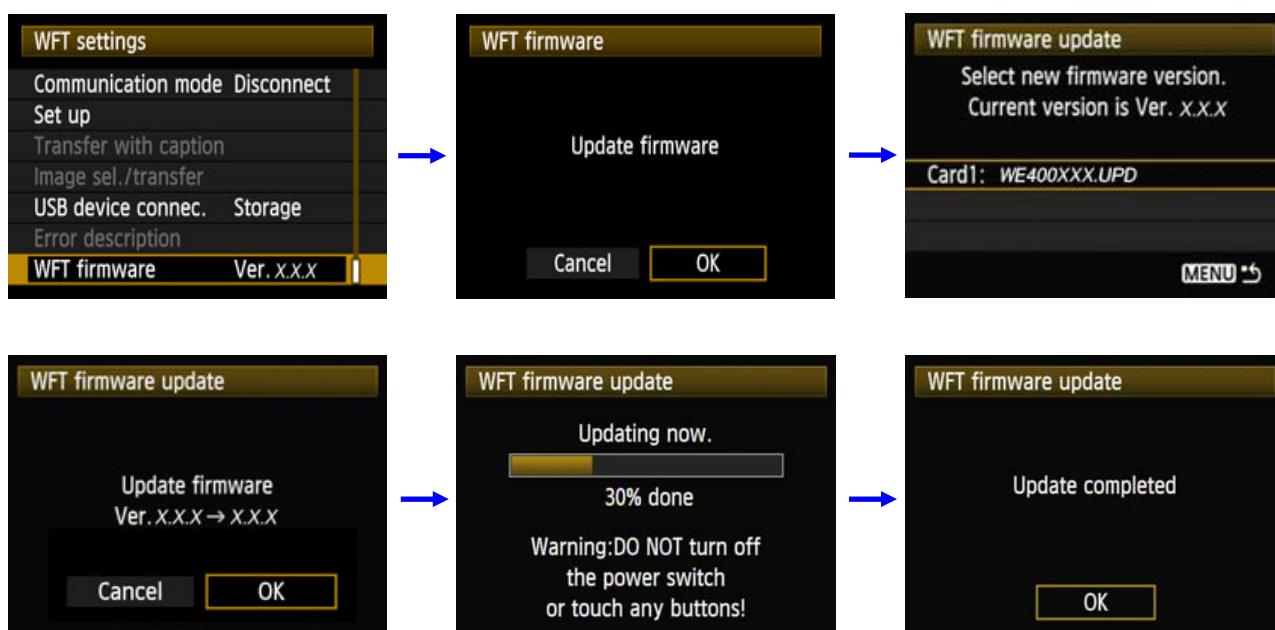 WFT settings
Communication mode Disconnect
Set up
Transfer with caption
Image sel./transfer
USB device connec. Storage
Error description
WFT firmware Ver. X.X.X
WFT firmware
Update firmware
Cancel OK
WFT firmware update
Select new firmware version.
Current version is Ver. X.X.X
Card1: WE400XXX.UPD
MENU
WFT firmware update
Update firmware
Ver. X.X.X → X.X.X
Cancel OK
WFT firmware update
Updating now.
30% done
Warning:DO NOT turn off
the power switch
or touch any buttons!
WFT firmware update
Update completed
OK